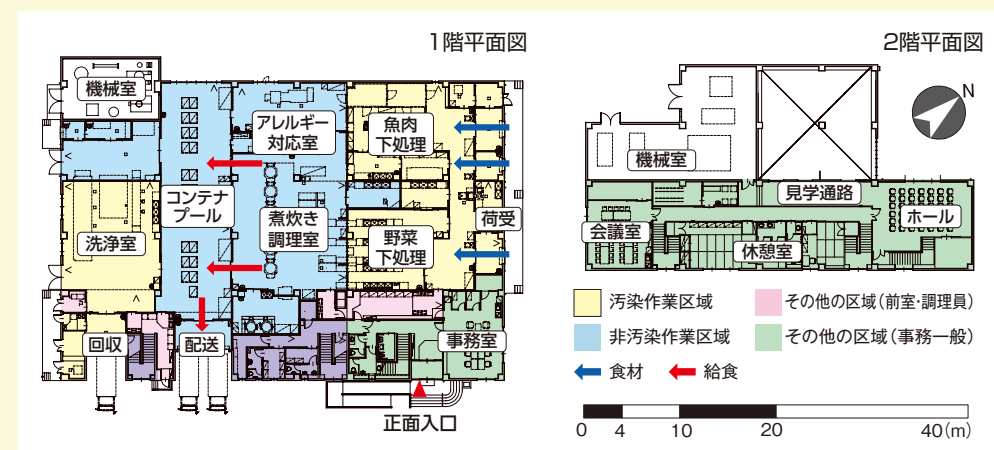 1階平面図
機械室
アレルギー
対応室
魚肉
下処理
コンテナ
プール
煮炊き
調理室
荷受
洗浄室
野菜
下処理
回収
配送
事務室
正面入口
2階平面図
N
機械室
見学通路
ホール
会議室
休憩室
汚染作業区域
その他の区域（前室・調理員）
非汚染作業区域
その他の区域（事務一般）
食材
給食
0 4 10 20 40（m）